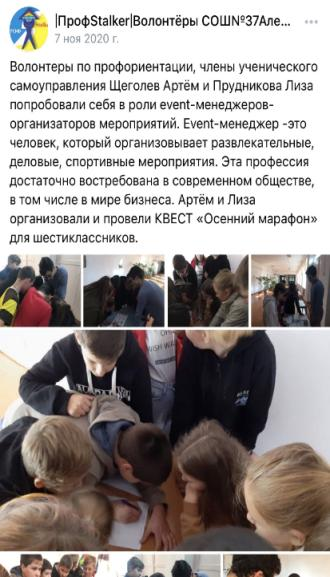 |ПрофStalker|Волонтёры СОШ№37Але...
7 ноя 2020 г.
Волонтеры по профориентации, члены ученического
самоуправления Щеголев Артём и Прудникова Лиза
попробовали себя в роли event-менеджеров-
организаторов мероприятий. Event-менеджер -это
человек, который организовывает развлекательные,
деловые, спортивные мероприятия. Эта профессия
достаточно востребована в современном обществе,
в том числе в мире бизнеса. Артём и Лиза
организовали и провели КВЕСТ «Осенний марафон»
для шестиклассников.